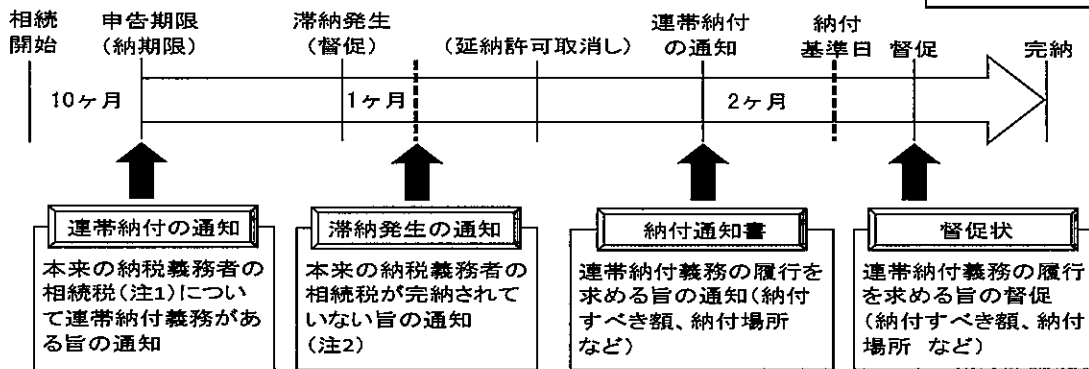 相続
開始
申告期限
(納期限)
滞納発生
(督促)
(延納許可取消し)
連帯納付
の通知
納付
基準日
督促
完納
10ヶ月
1ヶ月
2ヶ月
連帯納付の通知
本来の納税義務者の
相続税(注1)につい
て連帯納付義務があ
る旨の通知
滞納発生の通知
本来の納税義務者の
相続税が完納されて
いない旨の通知
(注2)
納付通知書
連帯納付義務の履行を
求める旨の通知(納付
すべき額、納付場所
など)
督促状
連帯納付義務の履行
を求める旨の督促
(納付すべき額、納付
場所 など)